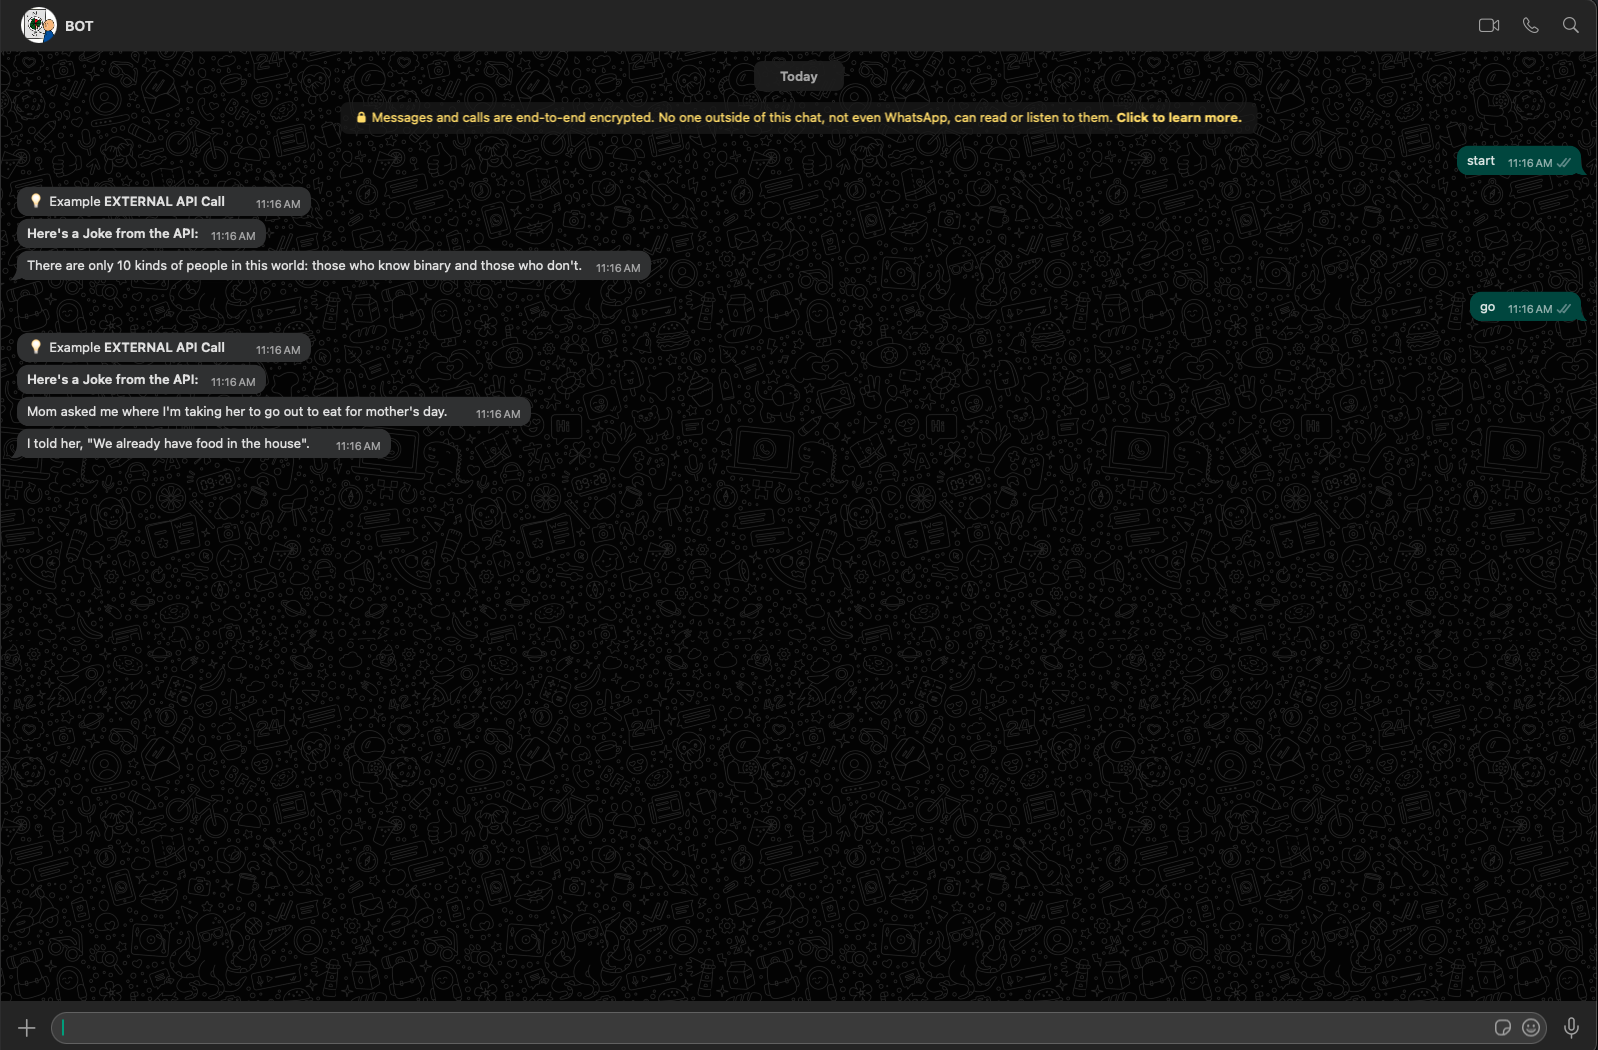 BOT
Today
Messages and calls are end-to-end encrypted. No one outside of this chat, not even WhatsApp, can read or listen to them. Click to learn more.
start 11:16 AM
Example EXTERNAL API Call 11:16 AM
Here's a Joke from the API: 11:16 AM
There are only 10 kinds of people in this world: those who know binary and those who don't. 11:16 AM
go 11:16 AM
Example EXTERNAL API Call 11:16 AM
Here's a Joke from the API: 11:16 AM
Mom asked me where I'm taking her to go out to eat for mother's day. 11:16 AM
I told her, "We already have food in the house". 11:16 AM